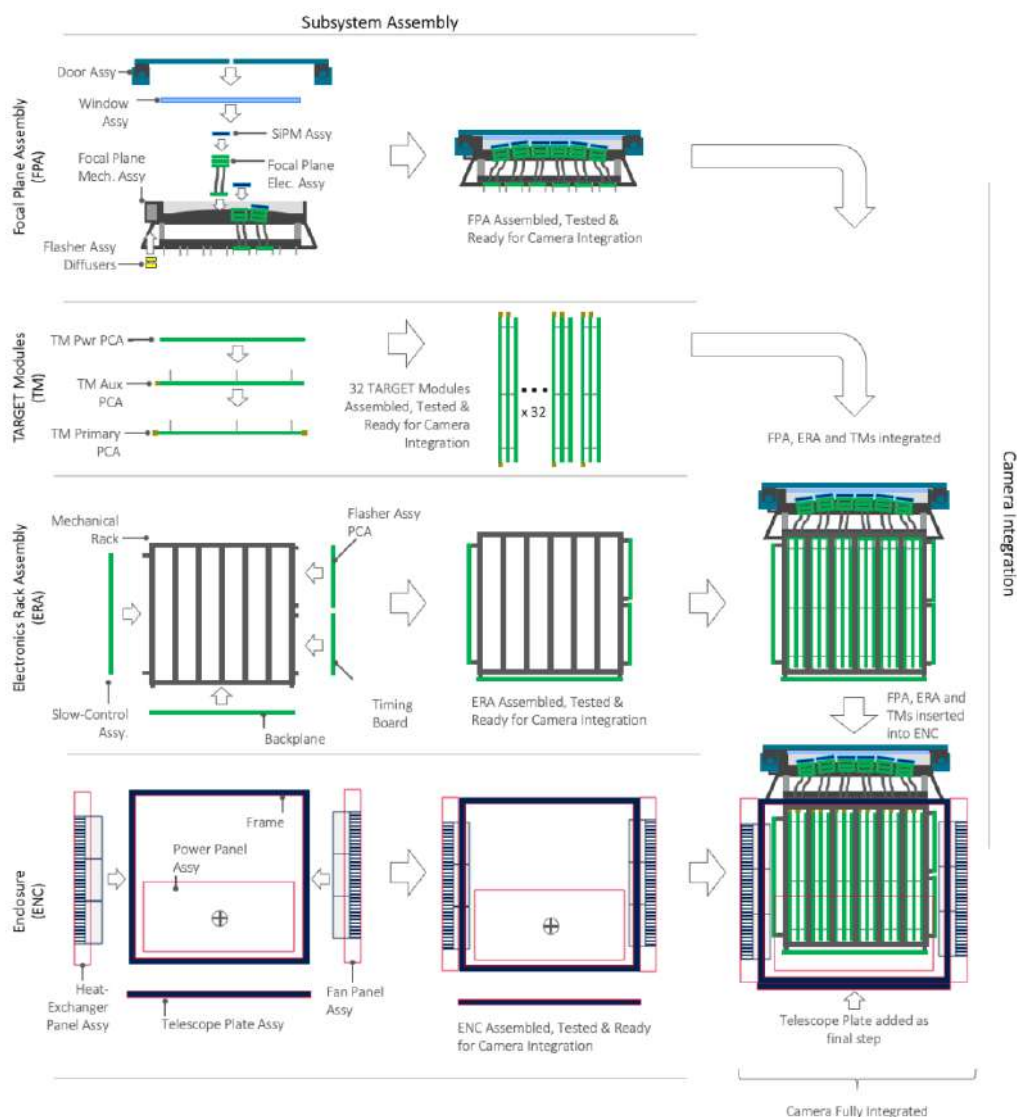 Subsystem Assembly
Focal Plane Assembly
(FPA)
Door Assy
Window
Assy
SiPM Assy
Focal Plane
Mech. Assy
Focal Plane
Elec. Assy
Flasher Assy
Diffusers
FPA Assembled, Tested &
Ready for Camera Integration
TARGET Modules
(TM)
TM Pwr PCA
TM Aux
PCA
TM Primary
PCA
32 TARGET Modules
Assembled, Tested &
Ready for Camera
Integration
x 32
FPA, ERA and TMs integrated
Camera Integration
Electronics Rack Assembly
(ERA)
Mechanical
Rack
Flasher Assy
PCA
Slow-Control
Assy.
Backplane
Timing
Board
ERA Assembled, Tested &
Ready for Camera Integration
FPA, ERA and
TMs inserted
into ENC
Enclosure
(ENC)
Frame
Power Panel
Assy
Heat-
Exchanger
Panel Assy
Telescope Plate Assy
Fan Panel
Assy
ENC Assembled, Tested & Ready
for Camera Integration
Telescope Plate added as
final step
Camera Fully Integrated